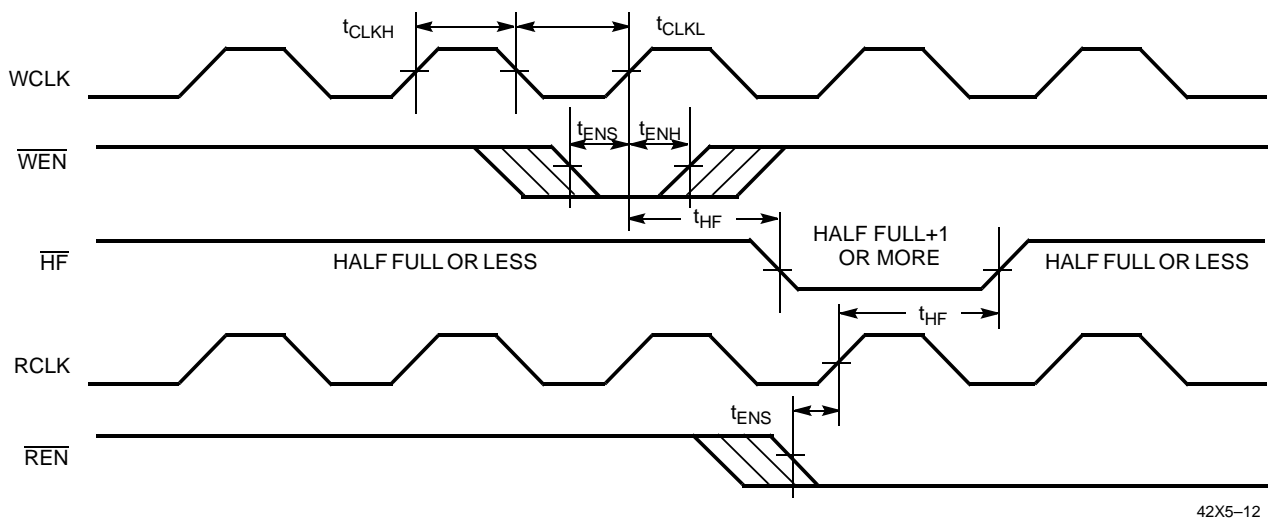 tCLKH
tCLKL
WCLK
tENS
tENH
WEN
tHF
HF
HALF FULL OR LESS
HALF FULL+1
OR MORE
HALF FULL OR LESS
tHF
RCLK
tENS
REN
42X5–12